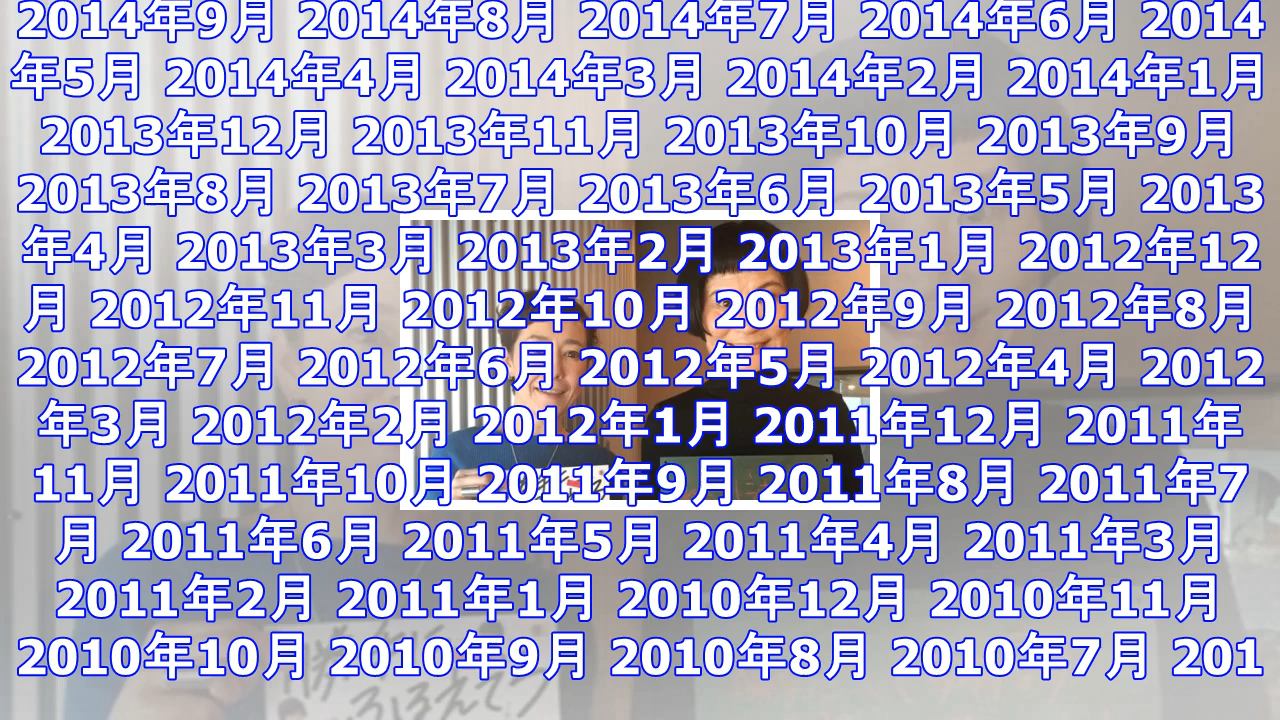 2014年9月 2014年8月 2014年7月 2014年6月 2014
年5月 2014年4月 2014年3月 2014年2月 2014年1月
2013年12月 2013年11月 2013年10月 2013年9月
2013年8月 2013年7月 2013年6月 2013年5月 2013
年4月 2013年3月 2013年2月 2013年1月 2012年12
月 2012年11月 2012年10月 2012年9月 2012年8月
2012年7月 2012年6月 2012年5月 2012年4月 2012
年3月 2012年2月 2012年1月 2011年12月 2011年
11月 2011年10月 2011年9月 2011年8月 2011年7
月 2011年6月 2011年5月 2011年4月 2011年3月
2011年2月 2011年1月 2010年12月 2010年11月
2010年10月 2010年9月 2010年8月 2010年7月 201